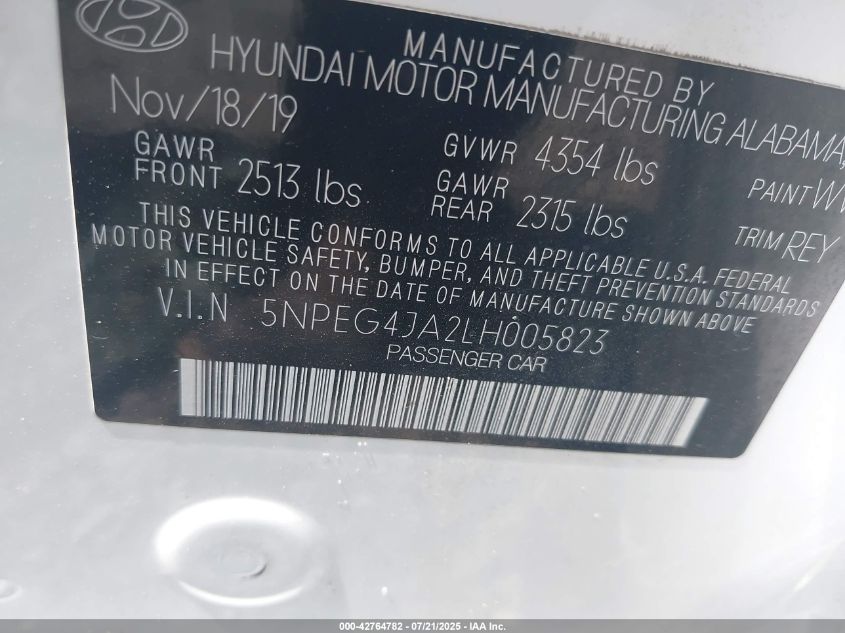 MANUFACTURED BY
HYUNDAI MOTOR MANUFACTURING ALABAMA,
Nov/18/19
GVWR 4354 lbs
GAWR FRONT 2513 lbs
GAWR REAR 2315 lbs
PAINT
TRIM REY
THIS VEHICLE CONFORMS TO ALL APPLICABLE U.S.A. FEDERAL
MOTOR VEHICLE SAFETY, BUMPER, AND THEFT PREVENTION STANDARDS
IN EFFECT ON THE DATE OF MANUFACTURE SHOWN ABOVE
V.I.N 5NPEG4JA2LH005823
PASSENGER CAR
000-42764782 - 07/21/2025 - IAA Inc.